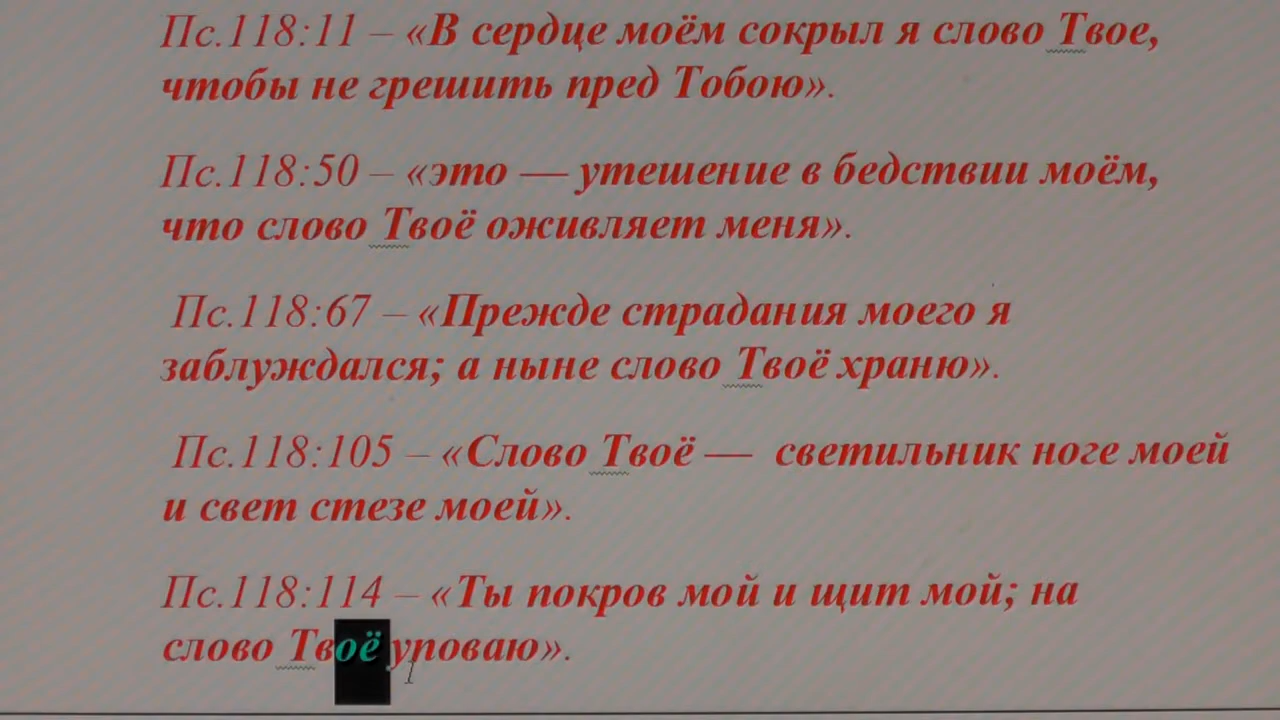 Пс.118:11 – «В сердце моём сокрыл я слово Твое,
чтобы не грешить пред Тобою».
Пс.118:50 – «это — утешение в бедствии моём,
что слово Твоё оживляет меня».
Пс.118:67 – «Прежде страдания моего я
заблуждался; а ныне слово Твоё храню».
Пс.118:105 – «Слово Твоё — светильник ноге моей
и свет стезе моей».
Пс.118:114 – «Ты покров мой и щит мой; на
слово Твоё уповаю».